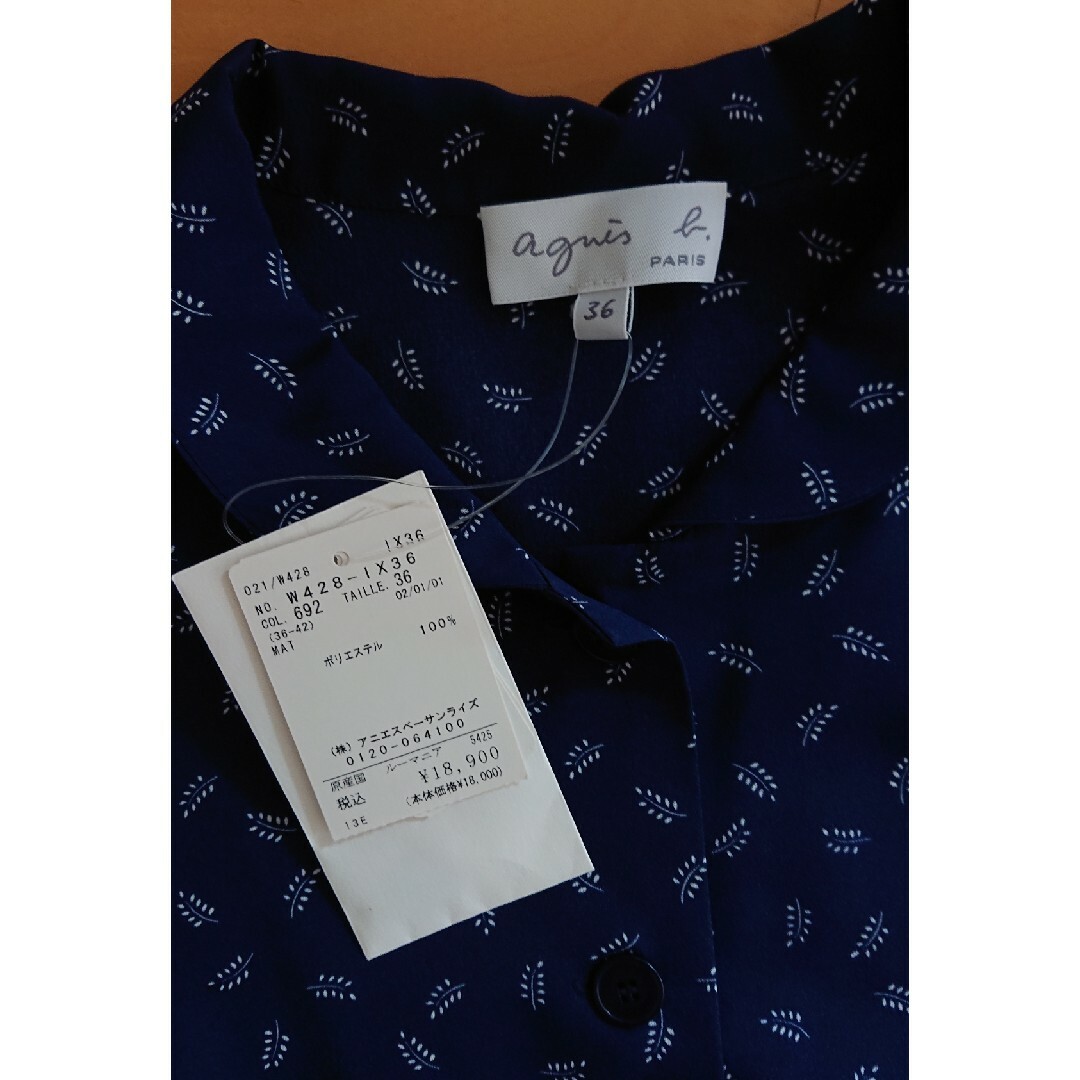 agnès b.
PARIS
36
IX36
021/W428
NO. W428-IX36
COL. 692 TAILLE. 36
(36-42) 02/01/01
MAT
ポリエステル 100%
(株) アニエスベーサンライズ
0120-064100
原産国 ルーマニア 5425
税込 ¥18,900
(本体価格¥18,000)
13E